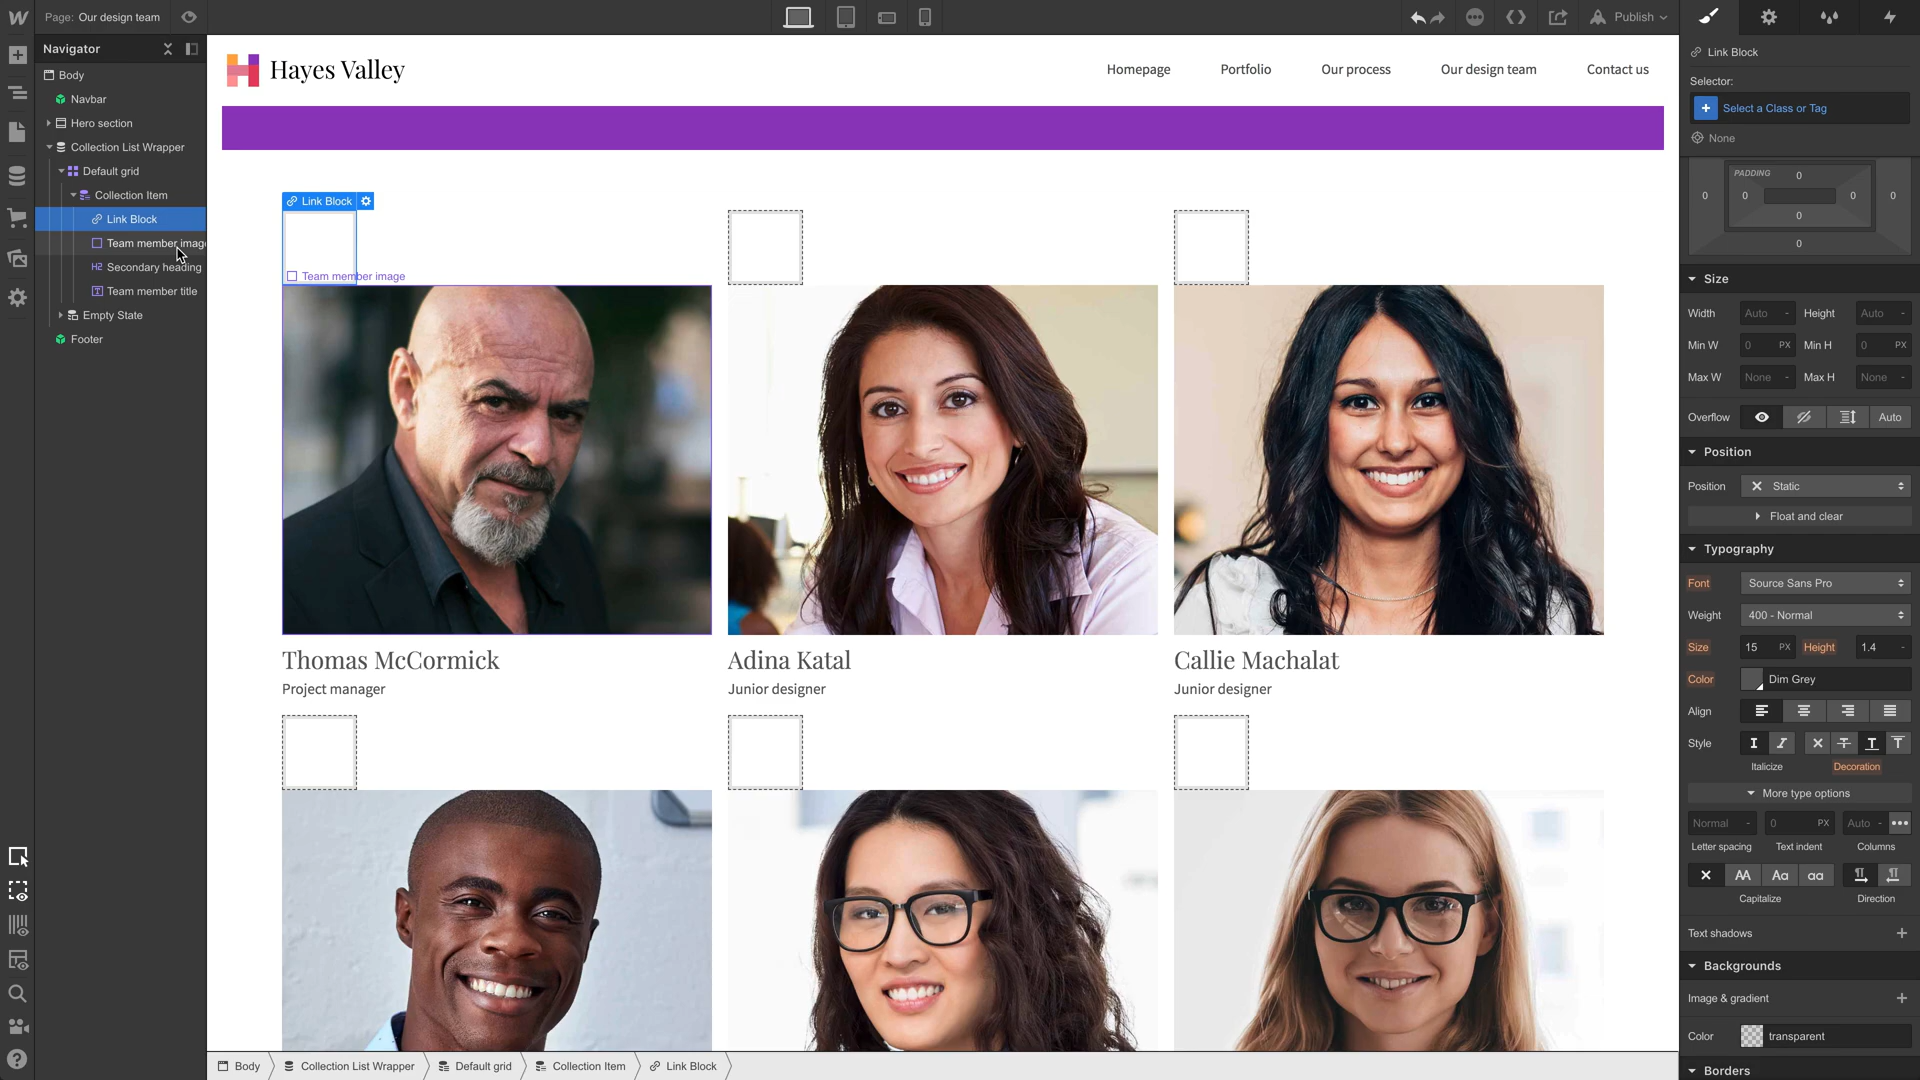 Page: Our design team
Publish
Navigator
Body
Navbar
Hero section
Collection List Wrapper
Default grid
Collection Item
Link Block
Team member image
H2 Secondary heading
Team member title
Empty State
Footer
Hayes Valley
Homepage
Portfolio
Our process
Our design team
Contact us
Link Block
Team member image
Thomas McCormick
Project manager
Adina Katal
Junior designer
Callie Machalat
Junior designer
Body
Collection List Wrapper
Default grid
Collection Item
Link Block
Link Block
Selector:
Select a Class or Tag
None
PADDING 0
0 0 0 0
0
0
Size
Width Auto - Height Auto -
Min W 0 PX Min H 0 PX
Max W None - Max H None -
Overflow Auto
Position
Position Static
Float and clear
Typography
Font Source Sans Pro
Weight 400 - Normal
Size 15 PX Height 1.4 -
Color Dim Grey
Align
Style
Italicize Decoration
More type options
Normal - 0 PX Auto -
Letter spacing Text indent Columns
AA Aa aa
Capitalize Direction
Text shadows
Backgrounds
Image & gradient
Color transparent
Borders